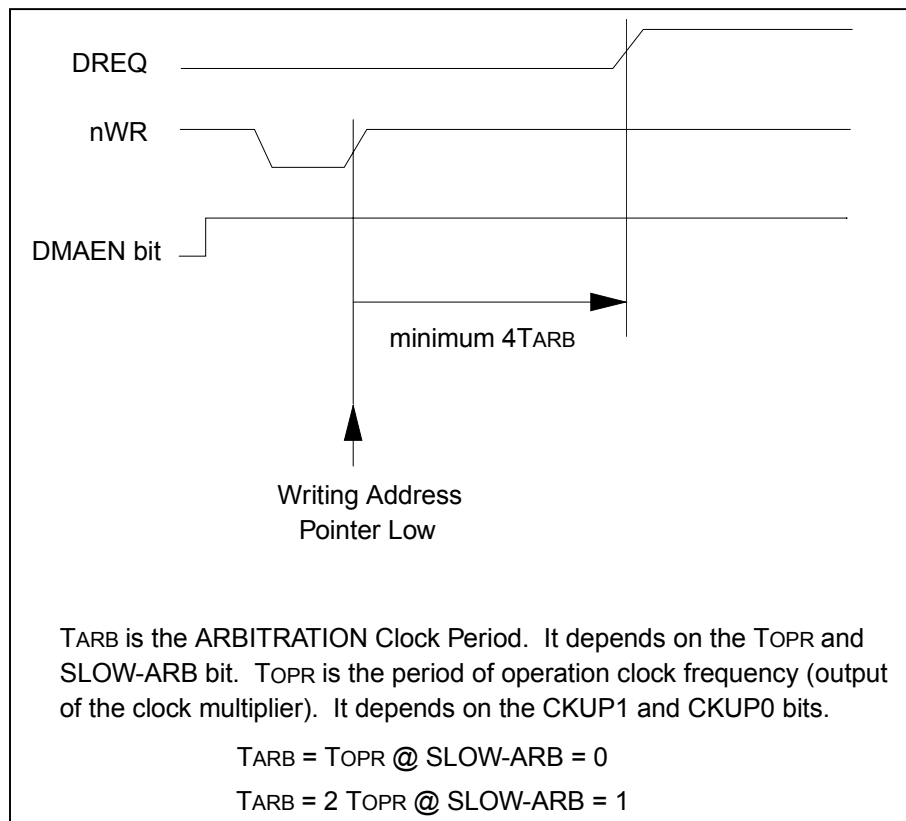 DREQ
nWR
DMAEN bit
minimum 4TARB
Writing Address
Pointer Low
TARB is the ARBITRATION Clock Period. It depends on the TOPR and
SLOW-ARB bit. TOPR is the period of operation clock frequency (output
of the clock multiplier). It depends on the CKUP1 and CKUP0 bits.
TARB = TOPR @ SLOW-ARB = 0
TARB = 2 TOPR @ SLOW-ARB = 1